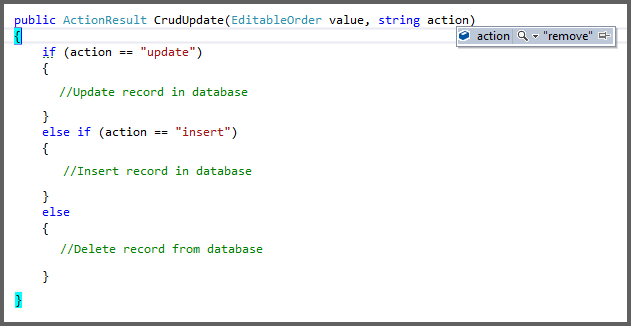 public ActionResult CrudUpdate(EditableOrder value, string action)
{
action "remove"
if (action == "update")
{
//Update record in database
}
else if (action == "insert")
{
//Insert record in database
}
else
{
//Delete record from database
}
}